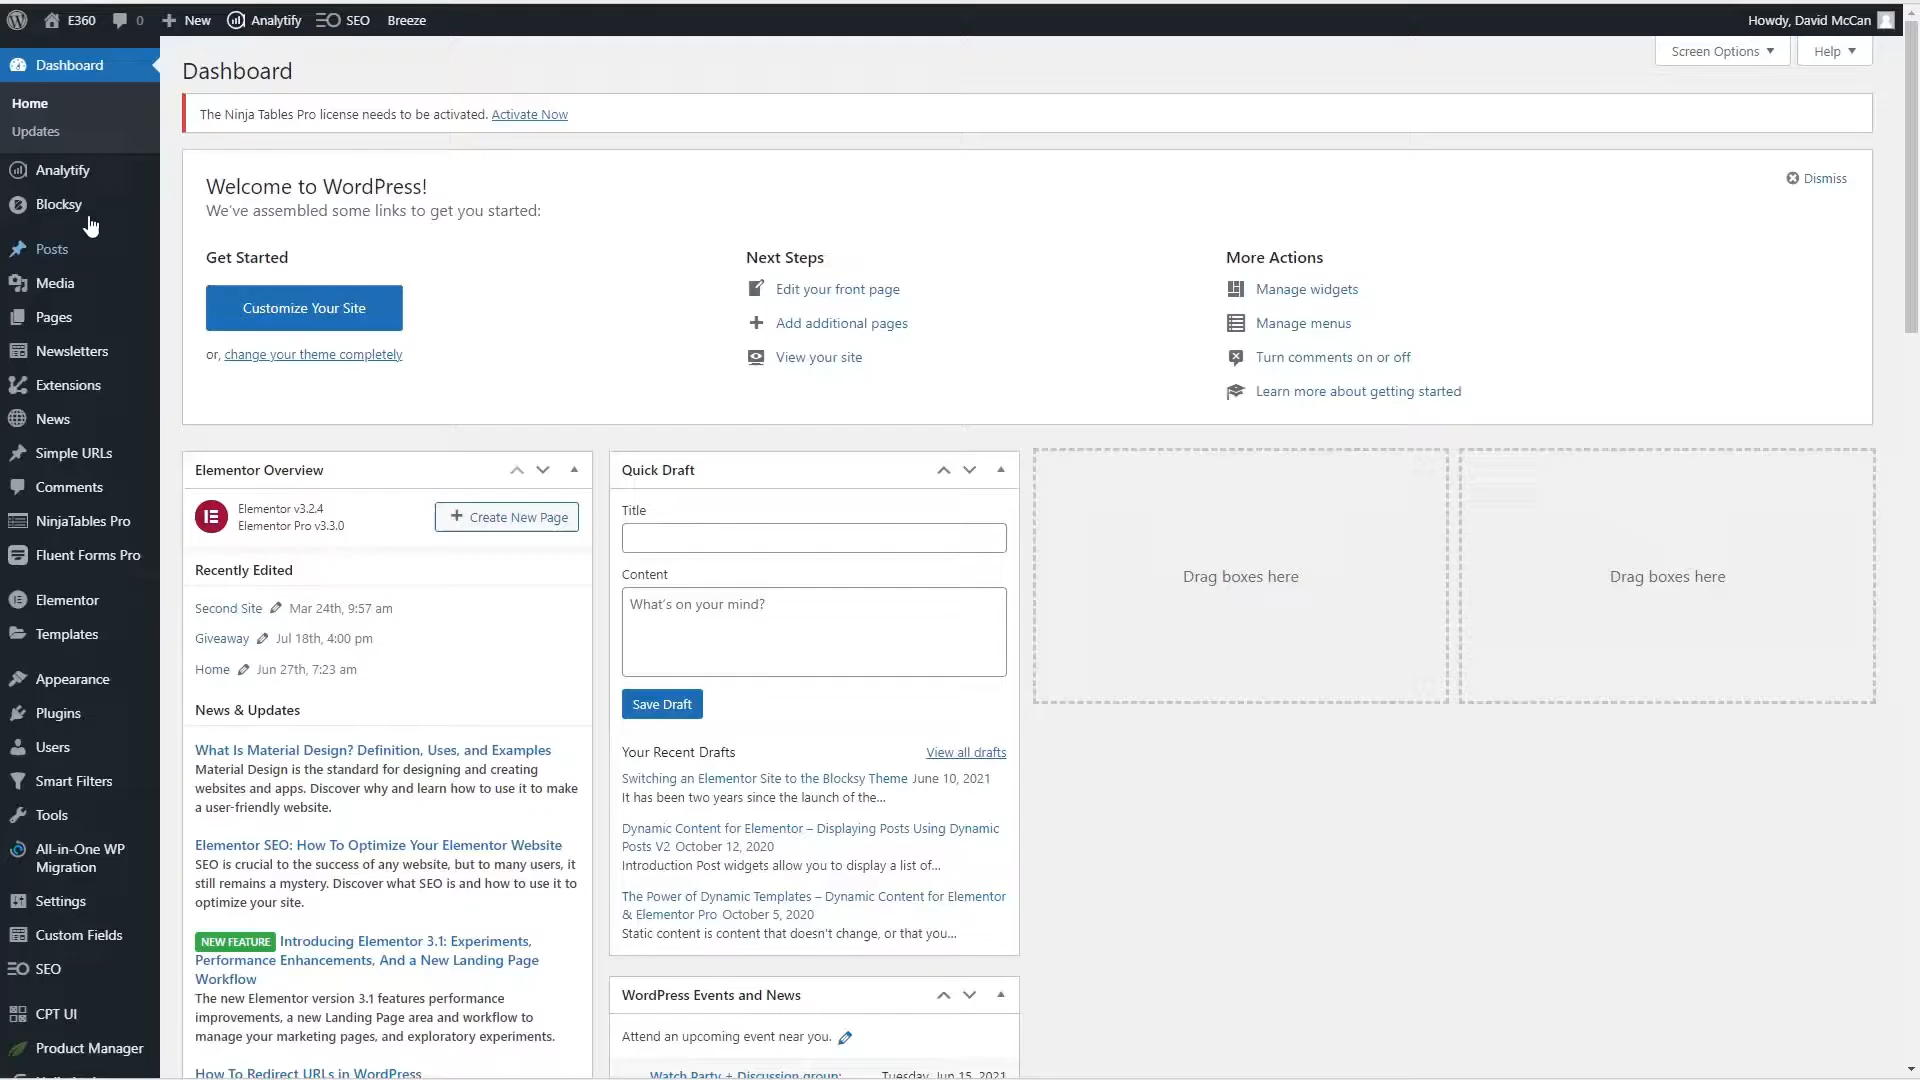 E360
0
New
Analytify
SEO
Breeze
Howdy, David McCan
Dashboard
Home
Updates
Analytify
Blocksy
Posts
Media
Pages
Newsletters
Extensions
News
Simple URLs
Comments
NinjaTables Pro
Fluent Forms Pro
Elementor
Templates
Appearance
Plugins
Users
Smart Filters
Tools
All-in-One WP
Migration
Settings
Custom Fields
SEO
CPT UI
Product Manager
Screen Options
Help
Dashboard
The Ninja Tables Pro license needs to be activated. Activate Now
Welcome to WordPress!
We've assembled some links to get you started:
Dismiss
Get Started
Customize Your Site
or, change your theme completely
Next Steps
Edit your front page
Add additional pages
View your site
More Actions
Manage widgets
Manage menus
Turn comments on or off
Learn more about getting started
Elementor Overview
Elementor v3.2.4
Elementor Pro v3.3.0
Create New Page
Recently Edited
Second Site Mar 24th, 9:57 am
Giveaway Jul 18th, 4:00 pm
Home Jun 27th, 7:23 am
News & Updates
What Is Material Design? Definition, Uses, and Examples
Material Design is the standard for designing and creating
websites and apps. Discover why and learn how to use it to make
a user-friendly website.
Elementor SEO: How To Optimize Your Elementor Website
SEO is crucial to the success of any website, but to many users, it
still remains a mystery. Discover what SEO is and how to use it to
optimize your site.
NEW FEATURE Introducing Elementor 3.1: Experiments,
Performance Enhancements, And a New Landing Page
Workflow
The new Elementor version 3.1 features performance
improvements, a new Landing Page area and workflow to
manage your marketing pages, and exploratory experiments.
How To Redirect URLs in WordPress
Quick Draft
Title
Content
What's on your mind?
Save Draft
Your Recent Drafts
View all drafts
Switching an Elementor Site to the Blocksy Theme June 10, 2021
It has been two years since the launch of the…
Dynamic Content for Elementor – Displaying Posts Using Dynamic
Posts V2 October 12, 2020
Introduction Post widgets allow you to display a list of…
The Power of Dynamic Templates – Dynamic Content for Elementor
& Elementor Pro October 5, 2020
Static content is content that doesn't change, or that you…
WordPress Events and News
Attend an upcoming event near you.
Watch Party + Discussion group:
Tuesday, Jun 15, 2021
Drag boxes here
Drag boxes here